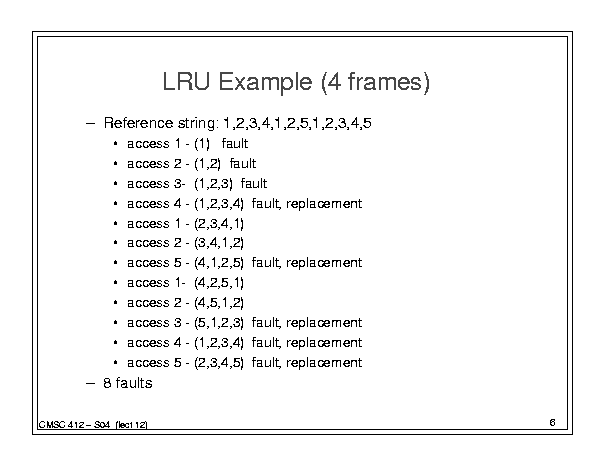 LRU Example (4 frames)
– Reference string: 1,2,3,4,1,2,5,1,2,3,4,5
• access 1 - (1) fault
• access 2 - (1,2) fault
• access 3- (1,2,3) fault
• access 4 - (1,2,3,4) fault, replacement
• access 1 - (2,3,4,1)
• access 2 - (3,4,1,2)
• access 5 - (4,1,2,5) fault, replacement
• access 1- (4,2,5,1)
• access 2 - (4,5,1,2)
• access 3 - (5,1,2,3) fault, replacement
• access 4 - (1,2,3,4) fault, replacement
• access 5 - (2,3,4,5) fault, replacement
– 8 faults
CMSC 412 – S04 (lect 12)
6